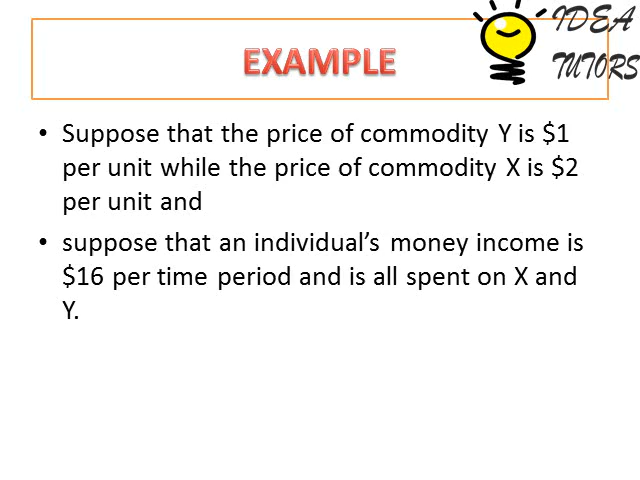 EXAMPLE
IDEA
TUTORS
• Suppose that the price of commodity Y is $1
per unit while the price of commodity X is $2
per unit and
• suppose that an individual’s money income is
$16 per time period and is all spent on X and
Y.